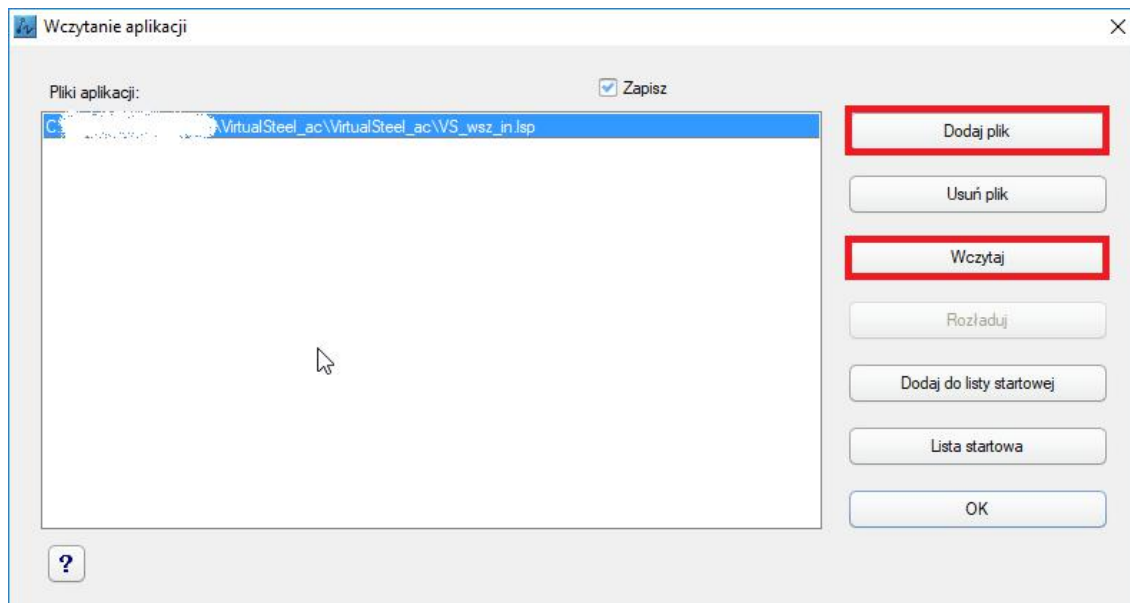 Wczytanie aplikacji
Pliki aplikacji:
Zapisz
C:\VirtualSteel_ac\VirtualSteel_ac\VS_wsz_in.lsp
Dodaj plik
Usuń plik
Wczytaj
Rozładuj
Dodaj do listy startowej
Lista startowa
OK
?